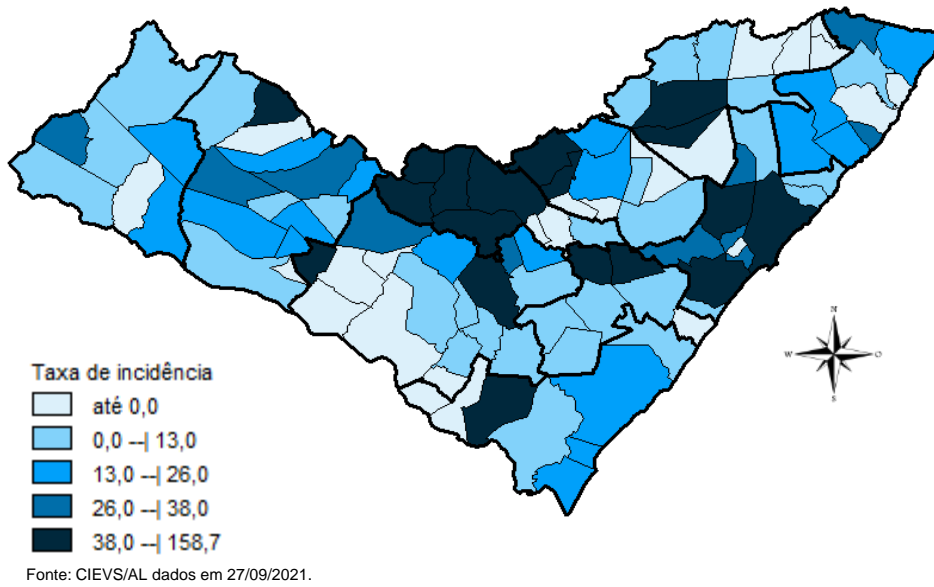 N
W
O
S
Taxa de incidência
até 0,0
0,0 --| 13,0
13,0 --| 26,0
26,0 --| 38,0
38,0 --| 158,7
Fonte: CIEVS/AL dados em 27/09/2021.